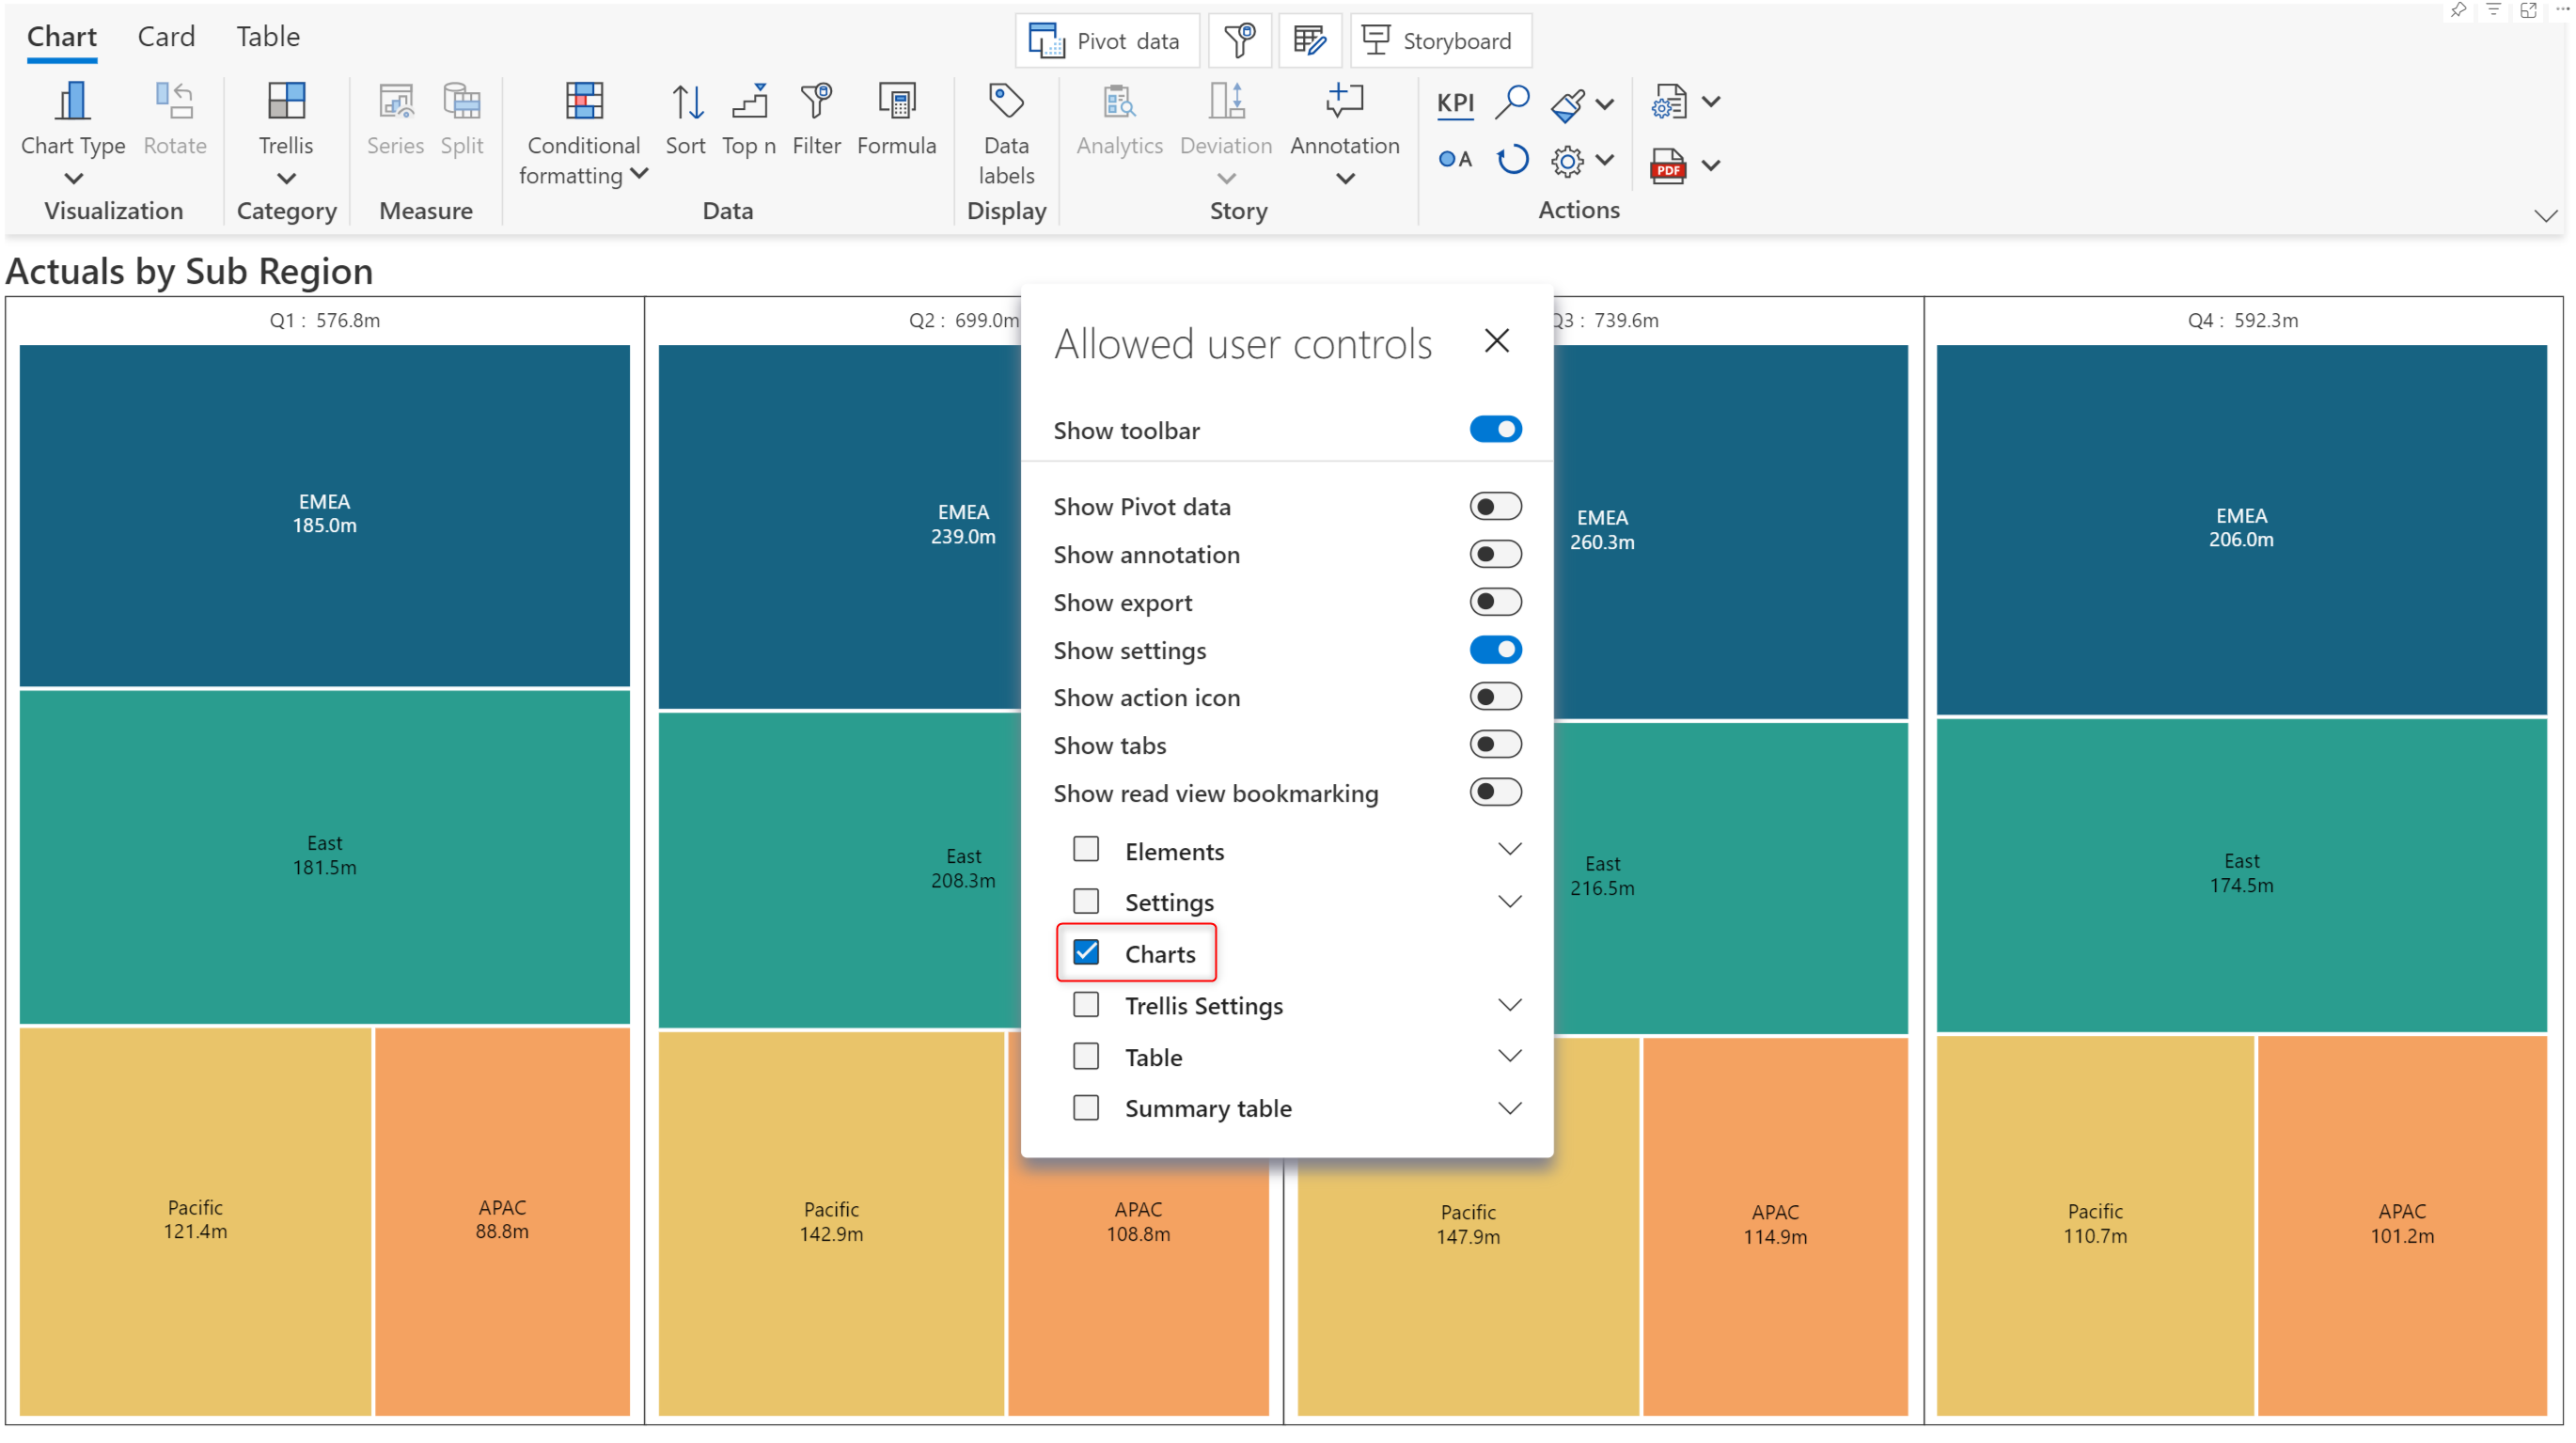 Chart Card Table
Pivot data
Storyboard
Chart Type
Rotate
Visualization
Trellis
Category
Series
Split
Measure
Conditional
formatting
Sort
Top n
Filter
Formula
Data
Data
labels
Display
Analytics
Deviation
Annotation
Story
KPI
A
PDF
Actions
Actuals by Sub Region
Q1 : 576.8m
EMEA
185.0m
East
181.5m
Pacific
121.4m
APAC
88.8m
Q2 : 699.0m
EMEA
239.0m
East
208.3m
Pacific
142.9m
APAC
108.8m
Allowed user controls
Show toolbar
Show Pivot data
Show annotation
Show export
Show settings
Show action icon
Show tabs
Show read view bookmarking
Elements
Settings
Charts
Trellis Settings
Table
Summary table
Q3 : 739.6m
EMEA
260.3m
East
216.5m
Pacific
147.9m
APAC
114.9m
Q4 : 592.3m
EMEA
206.0m
East
174.5m
Pacific
110.7m
APAC
101.2m